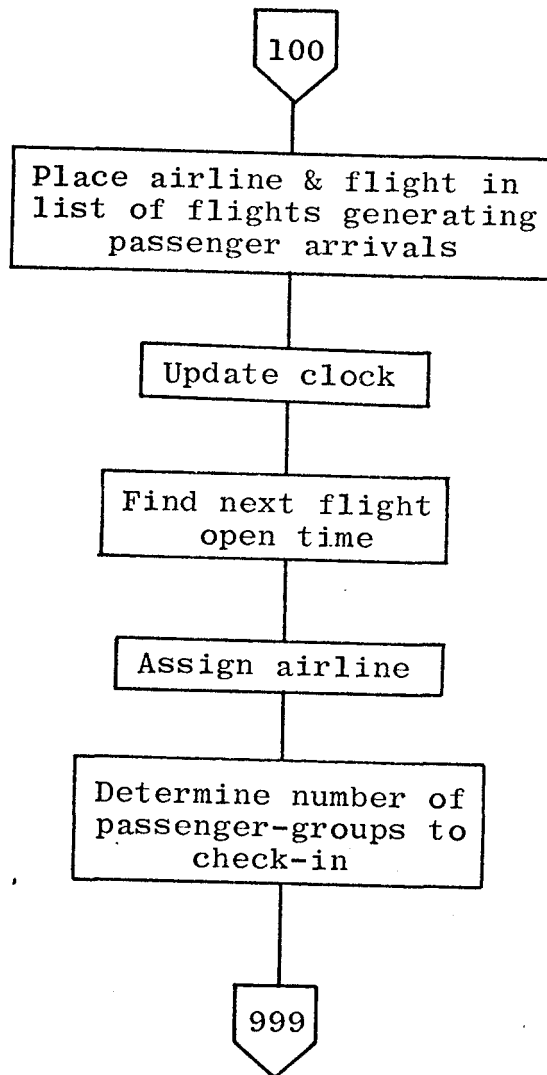 100
Place airline & flight in
list of flights generating
passenger arrivals
Update clock
Find next flight
open time
Assign airline
Determine number of
passenger-groups to
check-in
999